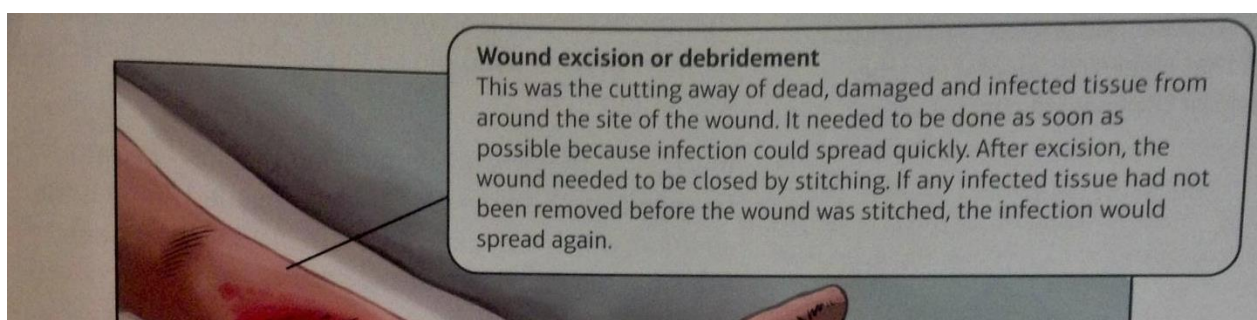 Wound excision or debridement
This was the cutting away of dead, damaged and infected tissue from
around the site of the wound. It needed to be done as soon as
possible because infection could spread quickly. After excision, the
wound needed to be closed by stitching. If any infected tissue had not
been removed before the wound was stitched, the infection would
spread again.